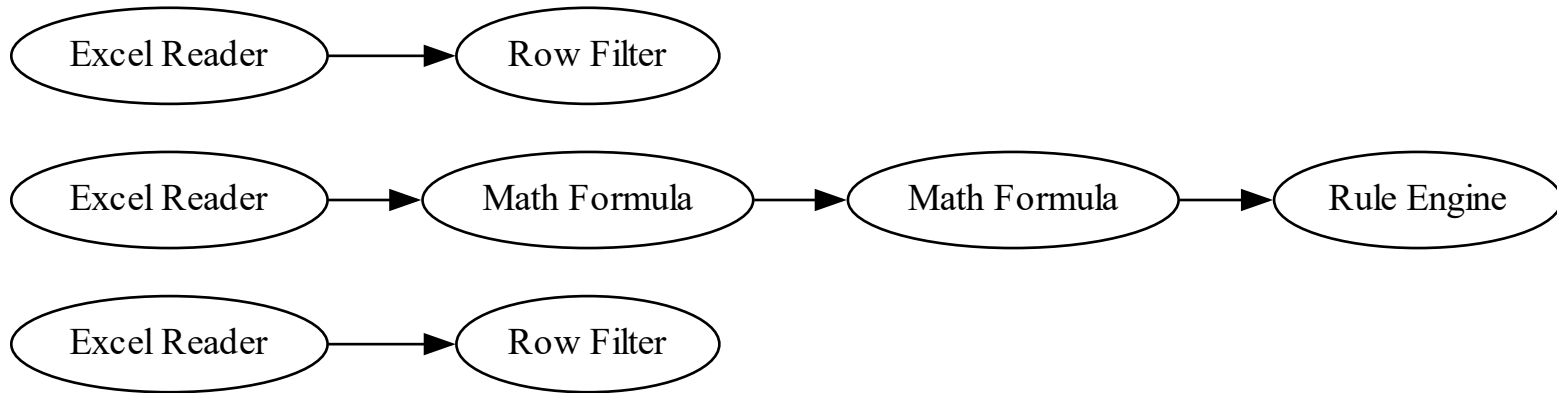 Excel Reader
Row Filter
Excel Reader
Math Formula
Math Formula
Rule Engine
Excel Reader
Row Filter